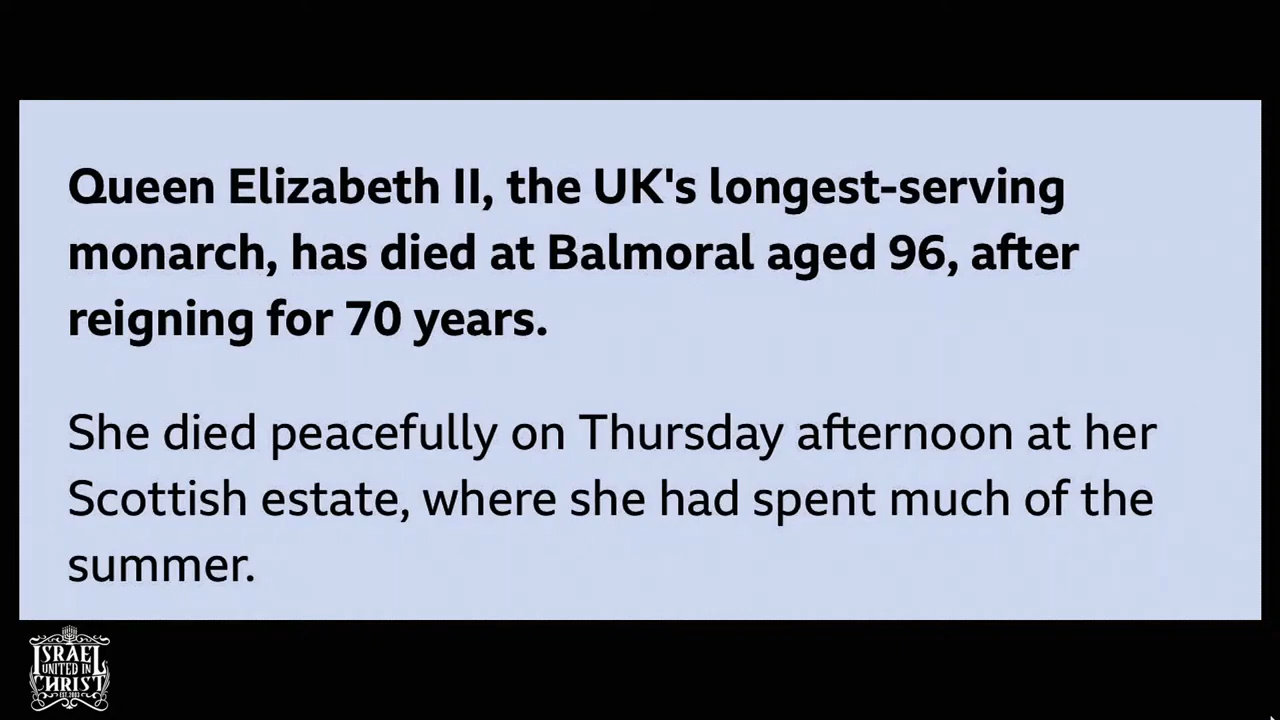 Queen Elizabeth II, the UK's longest-serving
monarch, has died at Balmoral aged 96, after
reigning for 70 years.
She died peacefully on Thursday afternoon at her
Scottish estate, where she had spent much of the
summer.
ISRAEL
UNITED IN
CHRIST
EST. 2003